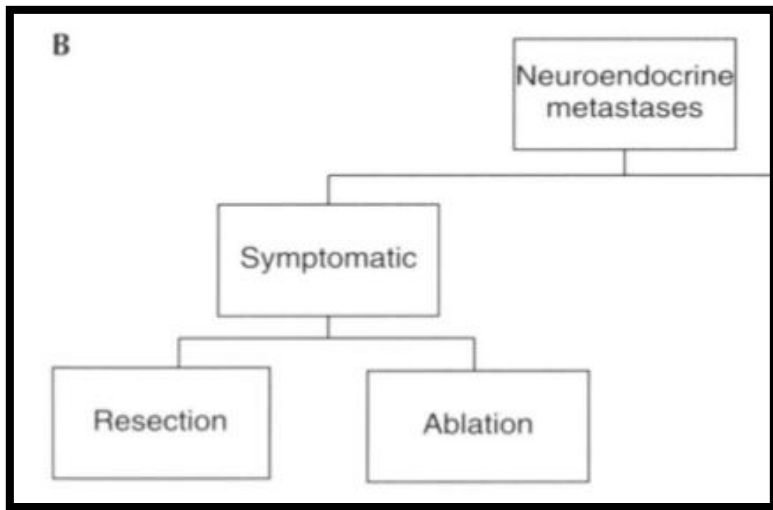 B
Neuroendocrine
metastases
Symptomatic
Resection
Ablation